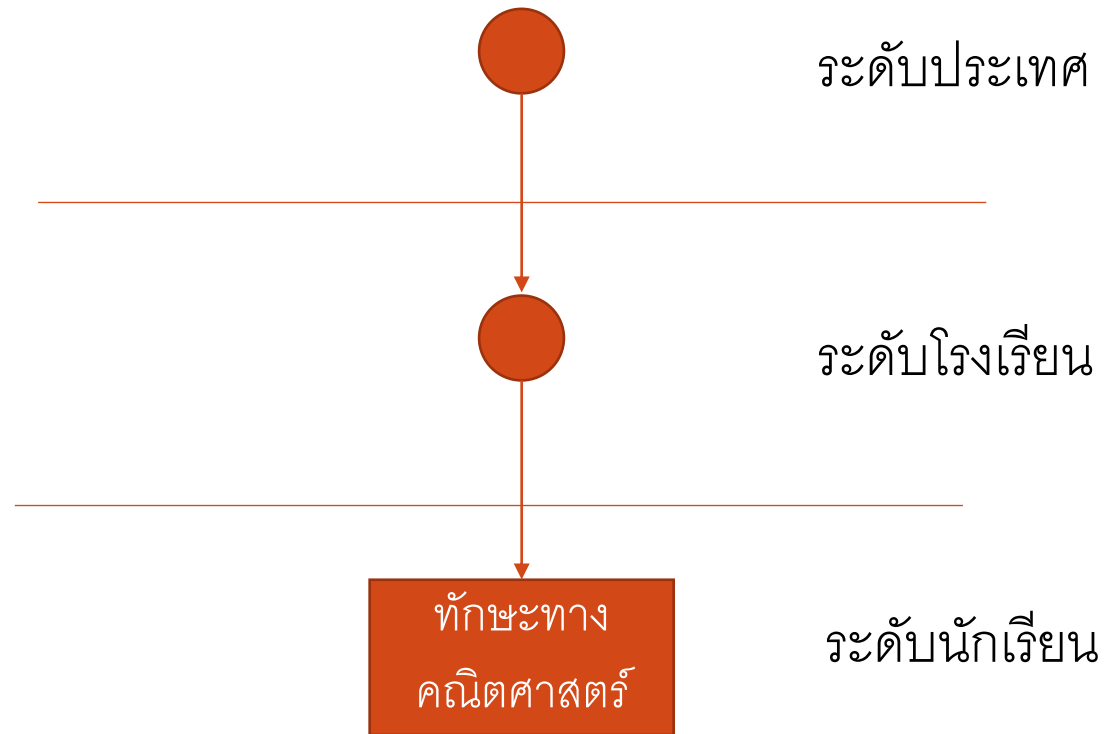 ระดับประเทศ
ระดับโรงเรียน
ทักษะทาง
คณิตศาสตร์
ระดับนักเรียน